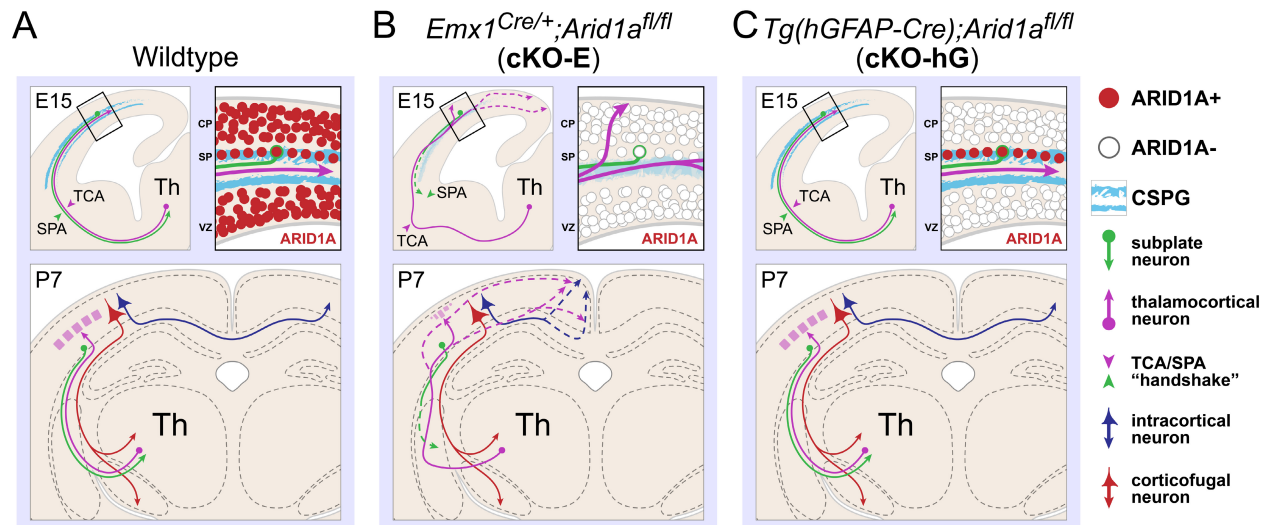 A
Wildtype
E15
TCA
SPA
Th
CP
SP
VZ
ARID1A
P7
Th
B
Emx1Cre/+;Arid1afl/fl
(cKO-E)
E15
SPA
TCA
Th
CP
SP
VZ
ARID1A
P7
Th
C
Tg(hGFAP-Cre);Arid1afl/fl
(cKO-hG)
E15
TCA
SPA
Th
CP
SP
VZ
ARID1A
P7
Th
ARID1A+
ARID1A-
CSPG
subplate
neuron
thalamocortical
neuron
TCA/SPA
“handshake”
intracortical
neuron
corticofugal
neuron